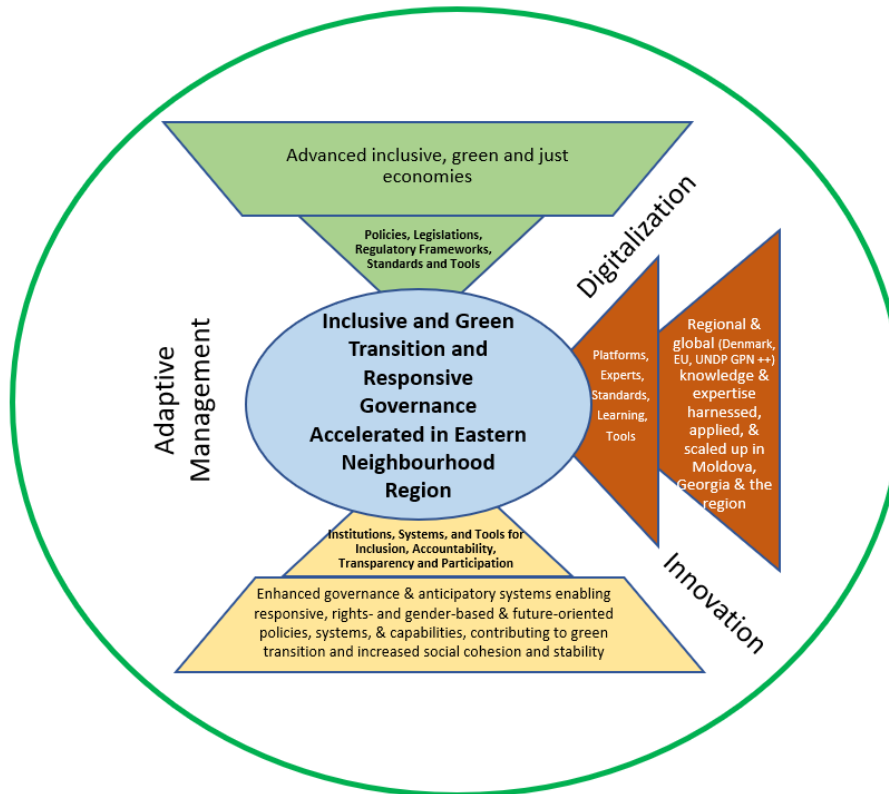 Advanced inclusive, green and just
economies
Policies, Legislations,
Regulatory Frameworks,
Standards and Tools
Digitalization
Adaptive
Management
Inclusive and Green
Transition and
Responsive
Governance
Accelerated in Eastern
Neighbourhood
Region
Platforms,
Experts,
Standards,
Learning,
Tools
Regional &
global (Denmark,
EU, UNDP GPN ++)
knowledge &
expertise
harnessed,
applied, &
scaled up in
Moldova,
Georgia & the
region
Institutions, Systems, and Tools for
Inclusion, Accountability,
Transparency and Participation
Innovation
Enhanced governance & anticipatory systems enabling
responsive, rights- and gender-based & future-oriented
policies, systems, & capabilities, contributing to green
transition and increased social cohesion and stability